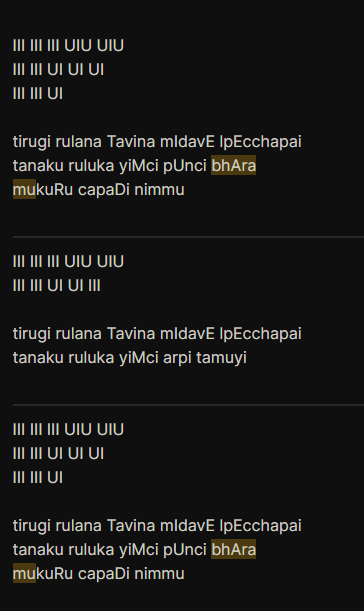 III III III UIU UIU
III III UI UI UI
III III UI
tirugi rulana Tavina mIdavE lpEcchapai
tanaku ruluka yiMci pUnci bhAra
mukuRu capaDi nimmu
III III III UIU UIU
III III UI UI III
tirugi rulana Tavina mIdavE lpEcchapai
tanaku ruluka yiMci arpi tamuyi
III III III UIU UIU
III III UI UI UI
III III UI
tirugi rulana Tavina mIdavE lpEcchapai
tanaku ruluka yiMci pUnci bhAra
mukuRu capaDi nimmu